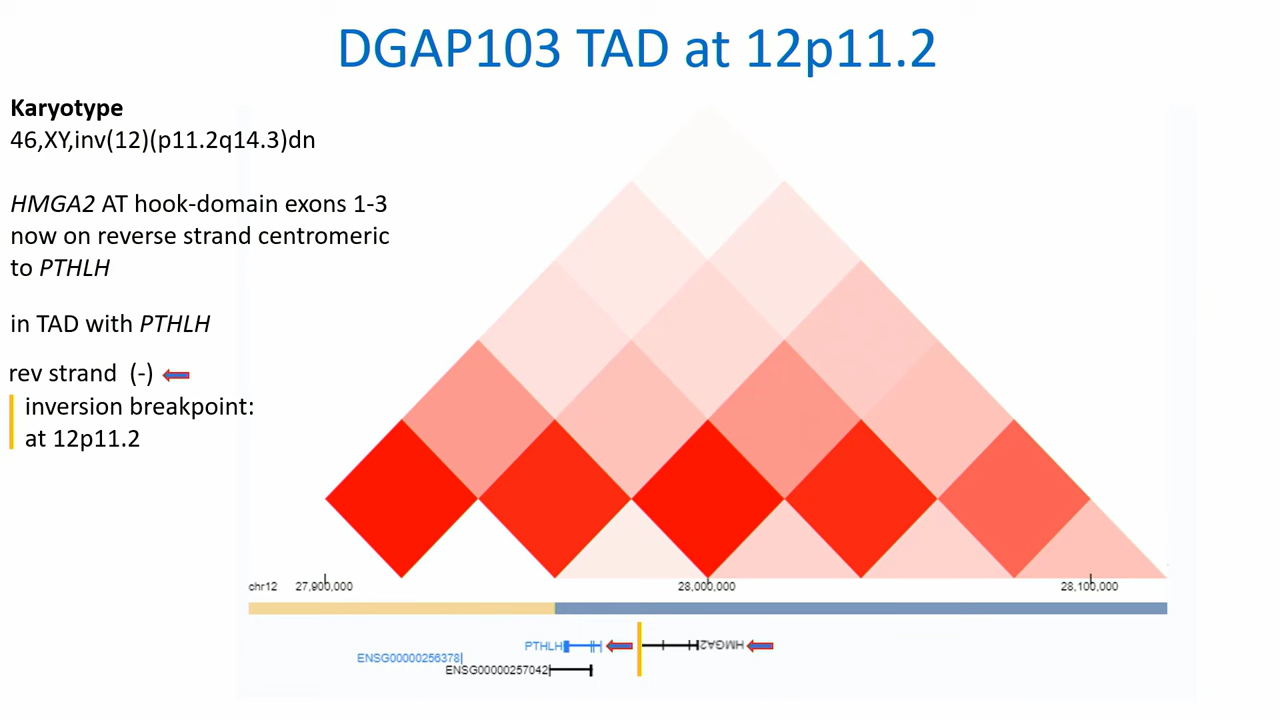 DGAP103 TAD at 12p11.2
Karyotype
46,XY,inv(12)(p11.2q14.3)dn
HMGA2 AT hook-domain exons 1-3
now on reverse strand centromeric
to PTHLH
in TAD with PTHLH
rev strand (-)
inversion breakpoint:
at 12p11.2
chr12 27,900,000 28,000,000 28,100,000
PTHLH HMGA2
ENSG00000256378
ENSG00000257042